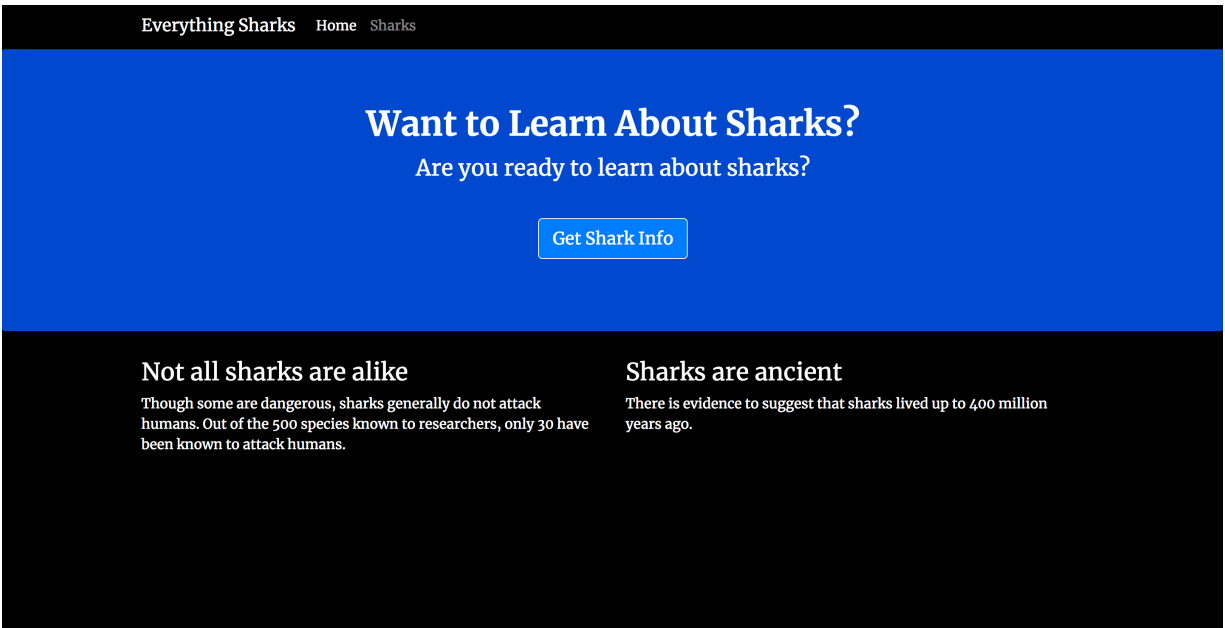 Everything Sharks Home Sharks
Want to Learn About Sharks?
Are you ready to learn about sharks?
Get Shark Info
Not all sharks are alike
Though some are dangerous, sharks generally do not attack
humans. Out of the 500 species known to researchers, only 30 have
been known to attack humans.
Sharks are ancient
There is evidence to suggest that sharks lived up to 400 million
years ago.